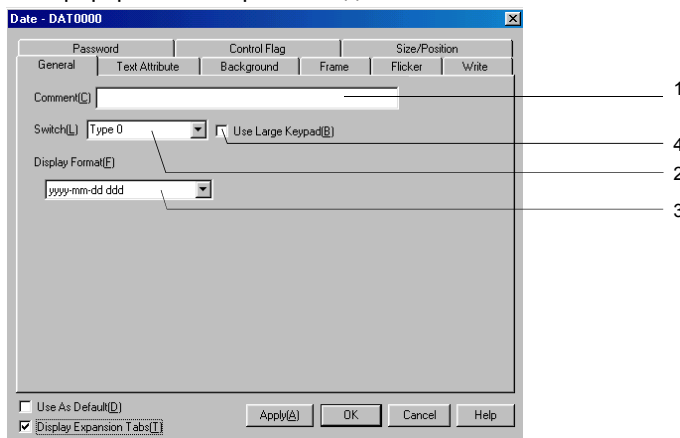 Date - DAT0000
Password Control Flag Size/Position
General Text Attribute Background Frame Flicker Write
Comment(C) 1
Switch(L) Type 0 Use Large Keypad(B) 4
2
Display Format(F)
yyyy-mm-dd ddd 3
Use As Default(D)
Display Expansion Tabs(T)
Apply(A) OK Cancel Help